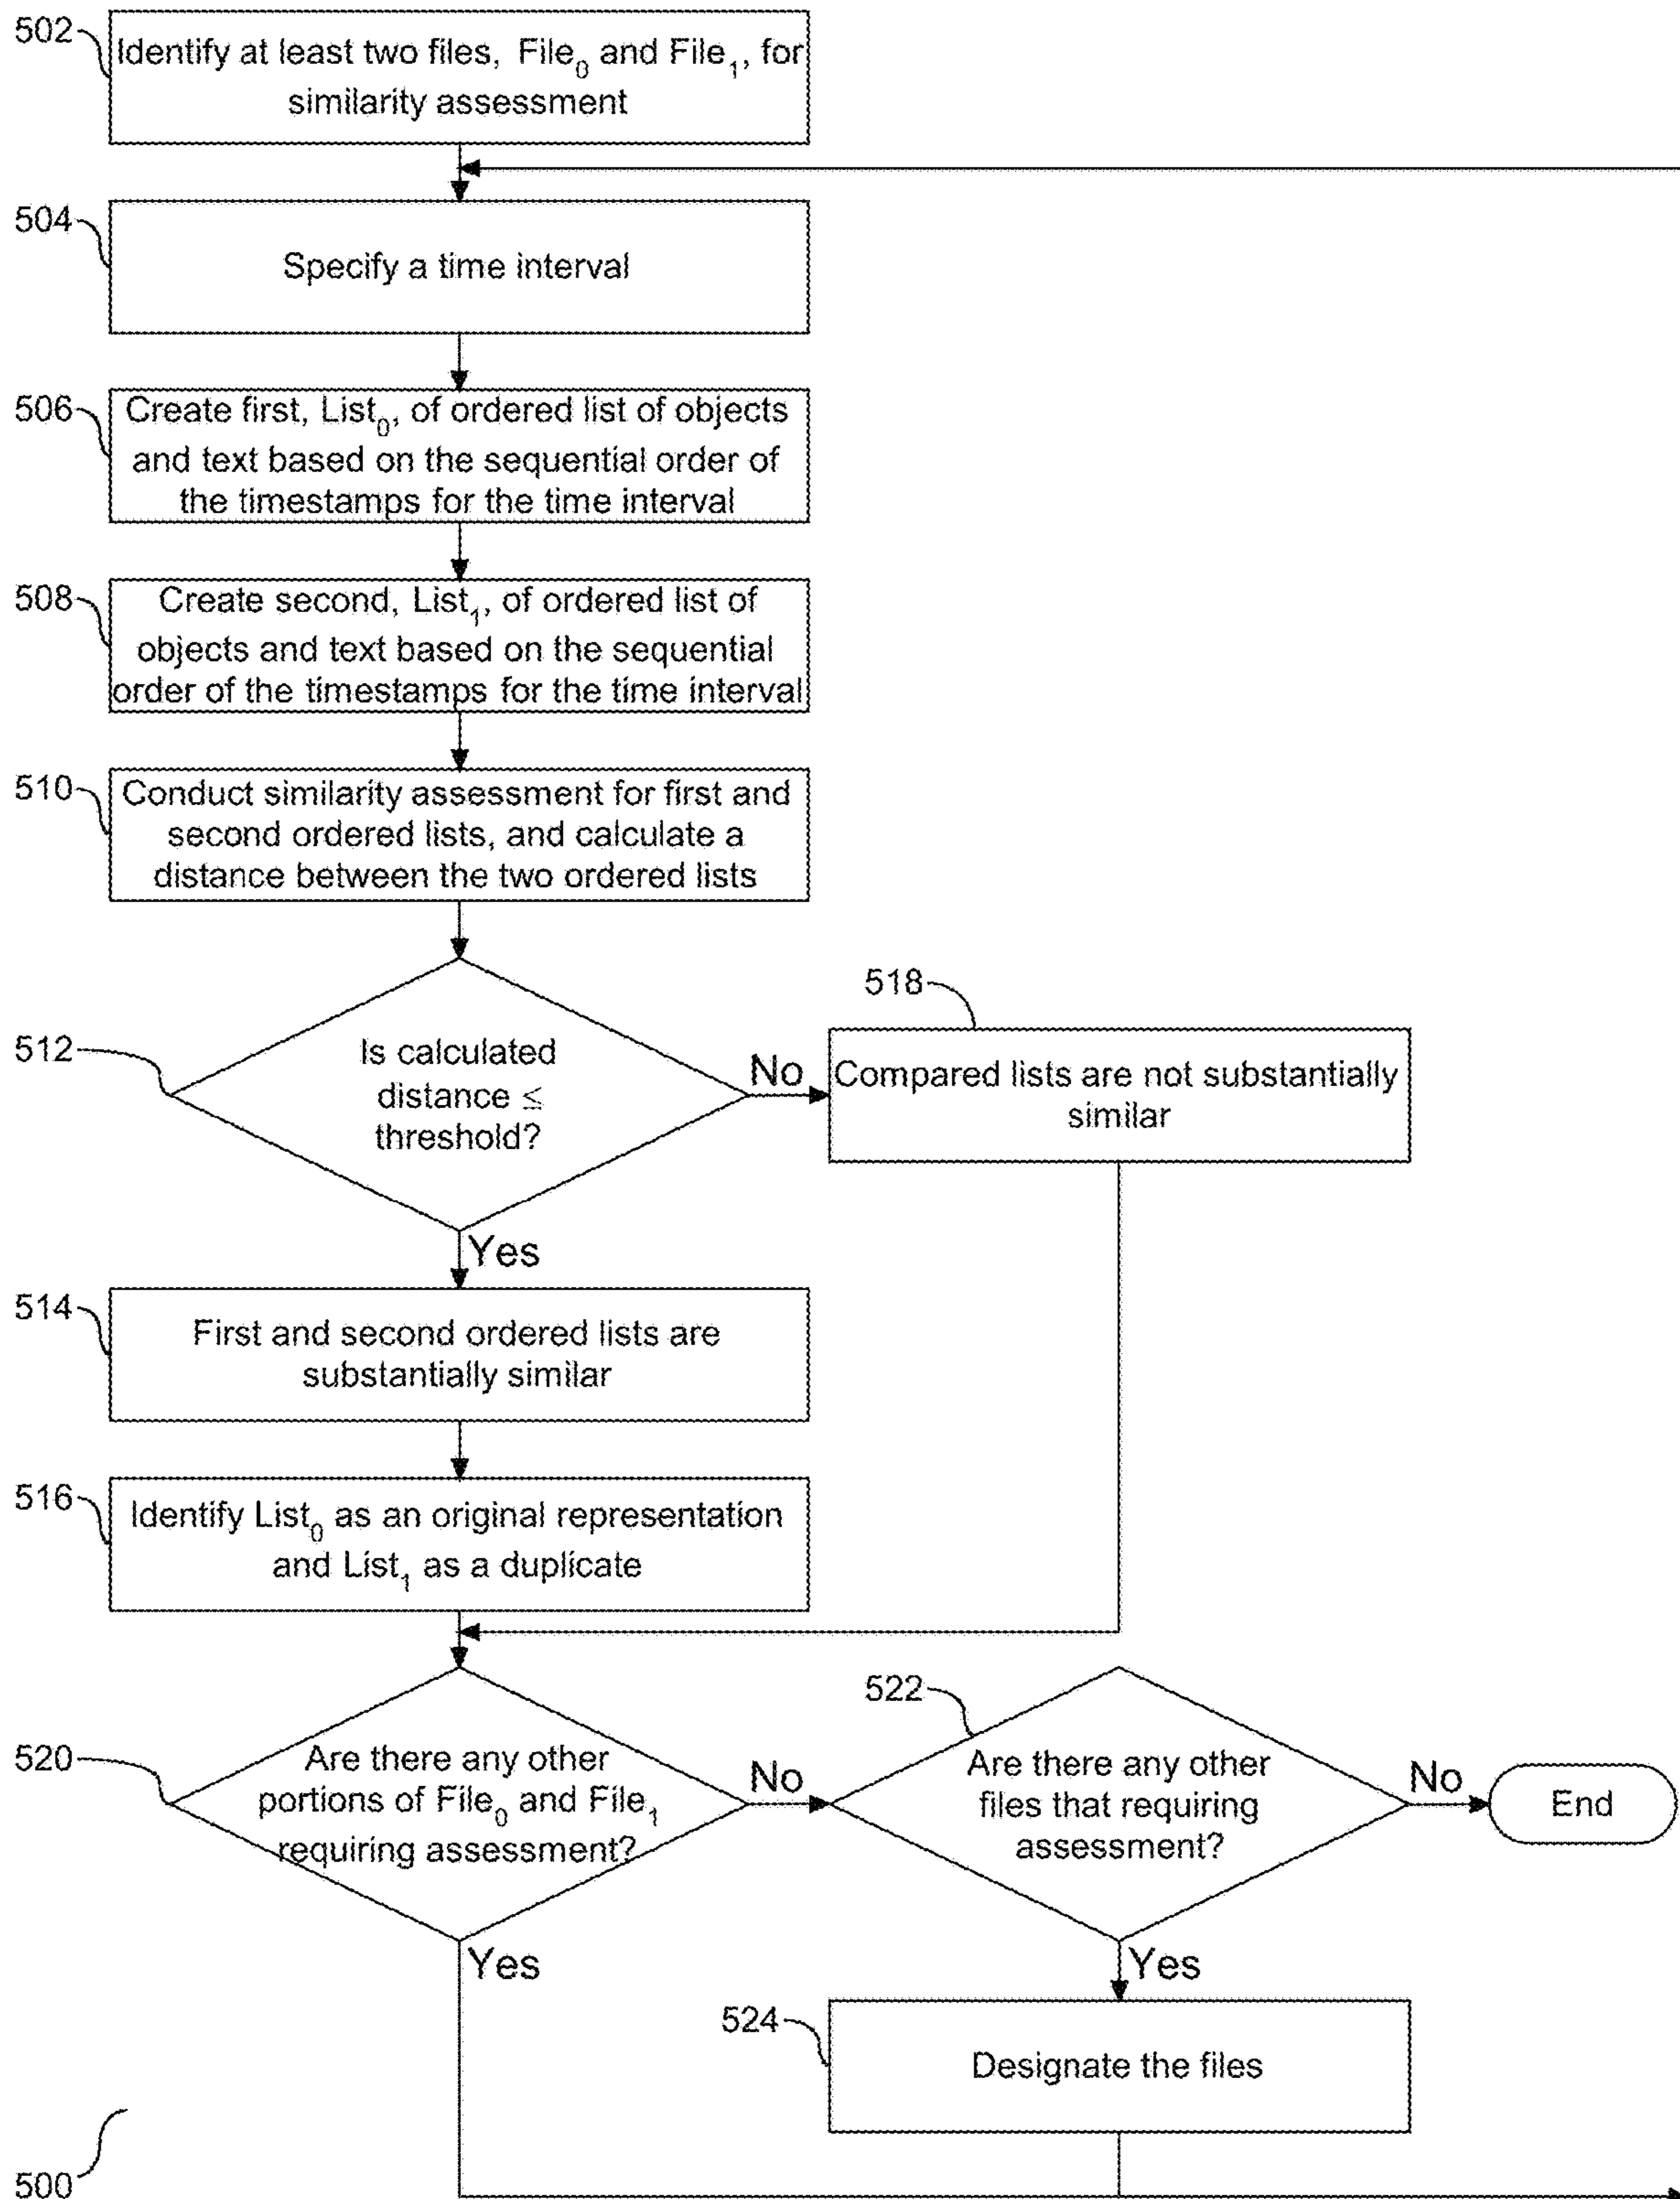 502
Identify at least two files, File₀ and File₁, for
similarity assessment
504
Specify a time interval
506
Create first, List₀, of ordered list of objects
and text based on the sequential order of
the timestamps for the time interval
508
Create second, List₁, of ordered list of
objects and text based on the sequential
order of the timestamps for the time interval
510
Conduct similarity assessment for first and
second ordered lists, and calculate a
distance between the two ordered lists
512
Is calculated
distance ≦
threshold?
No
518
Compared lists are not substantially
similar
Yes
514
First and second ordered lists are
substantially similar
516
Identify List₀ as an original representation
and List₁ as a duplicate
520
Are there any other
portions of File₀ and File₁
requiring assessment?
No
522
Are there any other
files that requiring
assessment?
No
End
Yes
Yes
524
Designate the files
500